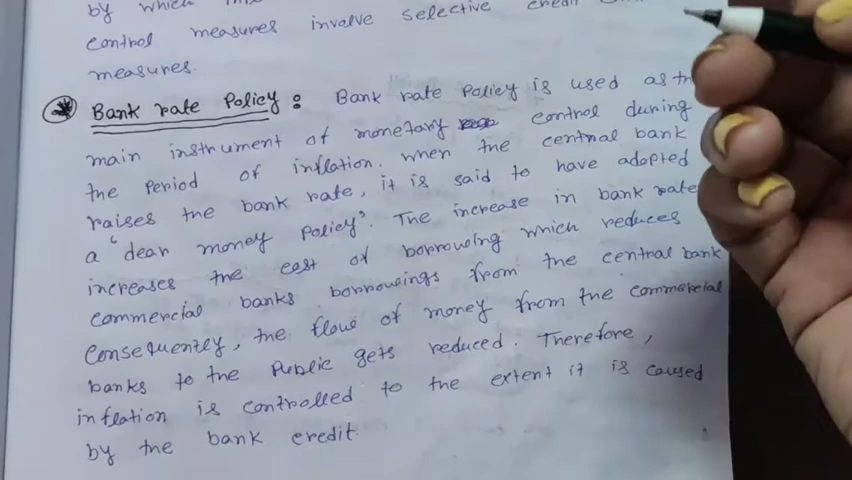 by which
control measures involve selective credit
measures.
Bank rate Policy : Bank rate Policy is used as
main instrument of monetary control during
the Period of inflation. when the central bank
raises the bank rate, it is said to have adopted
a "dear money Policy". The increase in bank rate
increases the cost of borrowing which reduces
commercial banks borrowings from the central bank
Consequently, the flow of money from the commercial
banks to the Public gets reduced. Therefore,
inflation is controlled to the extent it is caused
by the bank credit.